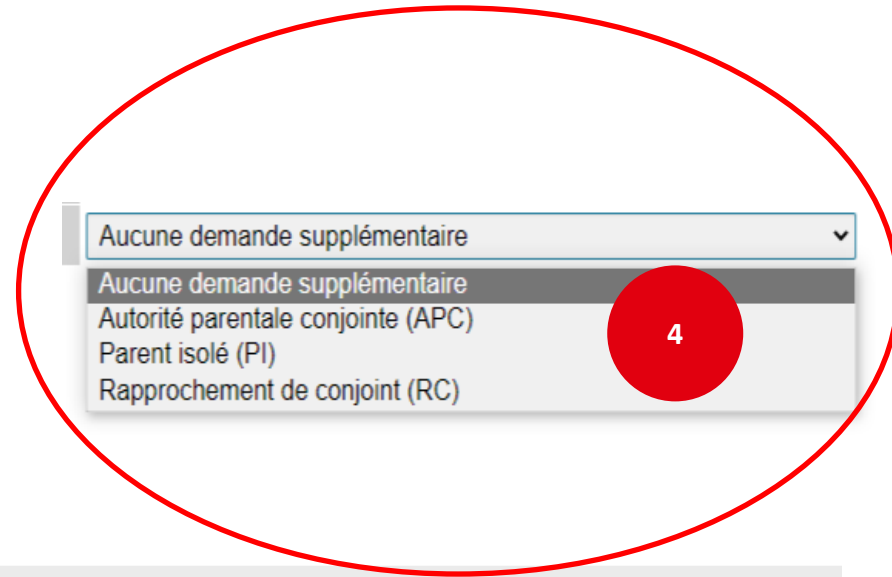 Aucune demande supplémentaire
Aucune demande supplémentaire
Autorité parentale conjointe (APC)
4
Parent isolé (PI)
Rapprochement de conjoint (RC)